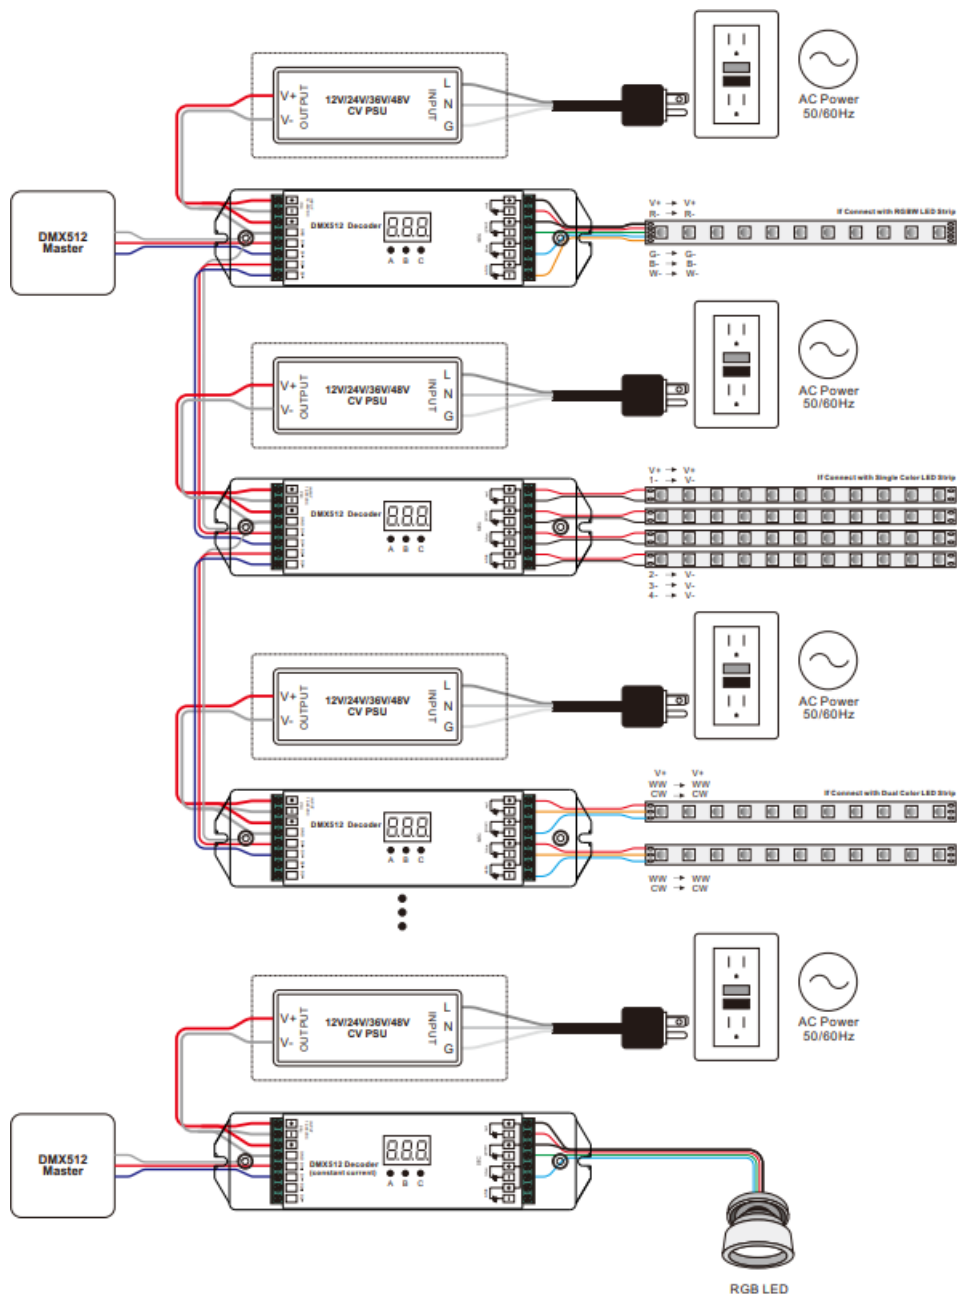 AC Power
50/60Hz
V+
V-
OUTPUT
12V/24V/36V/48V
CV PSU
INPUT
L
N
G
DMX512
Master
DMX512 Decoder
A B C
V+ → V+
R- → R-
If Connect with RGBW LED Strip
G- → G-
B- → B-
W- → W-
AC Power
50/60Hz
V+
V-
OUTPUT
12V/24V/36V/48V
CV PSU
INPUT
L
N
G
DMX512 Decoder
A B C
V+ → V+
1- → V-
If Connect with Single Color LED Strip
2- → V-
3- → V-
4- → V-
AC Power
50/60Hz
V+
V-
OUTPUT
12V/24V/36V/48V
CV PSU
INPUT
L
N
G
DMX512 Decoder
A B C
V+ V+
WW → WW
CW → CW
If Connect with Dual Color LED Strip
WW → WW
CW → CW
AC Power
50/60Hz
V+
V-
OUTPUT
12V/24V/36V/48V
CV PSU
INPUT
L
N
G
DMX512
Master
DMX512 Decoder
(constant current)
A B C
RGB LED